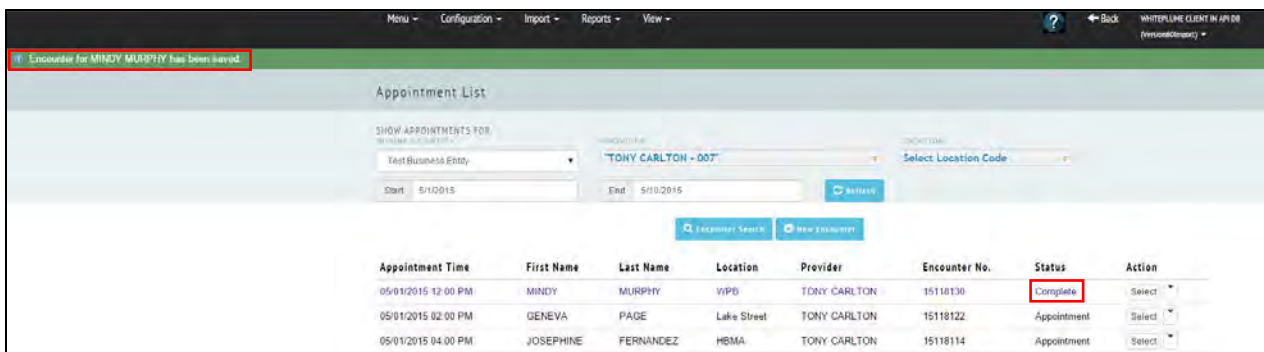 Menu Configuration Import Reports View ? Back WHITEPLUME CLIENT IN API DB
Encounter for MINDY MURPHY has been saved.
Appointment List
SHOW APPOINTMENTS FOR
Test Business Entity "TONY CARLTON - 007" Select Location Code
Start 5/1/2015 End 5/10/2015 Refresh
Encounter Search New Encounter
Appointment Time First Name Last Name Location Provider Encounter No. Status Action
05/01/2015 12:00 PM MINDY MURPHY WPB TONY CARLTON 15118130 Complete Select
05/01/2015 02:00 PM GENEVA PAGE Lake Street TONY CARLTON 15118122 Appointment Select
05/01/2015 04:00 PM JOSEPHINE FERNANDEZ HBMA TONY CARLTON 15118114 Appointment Select